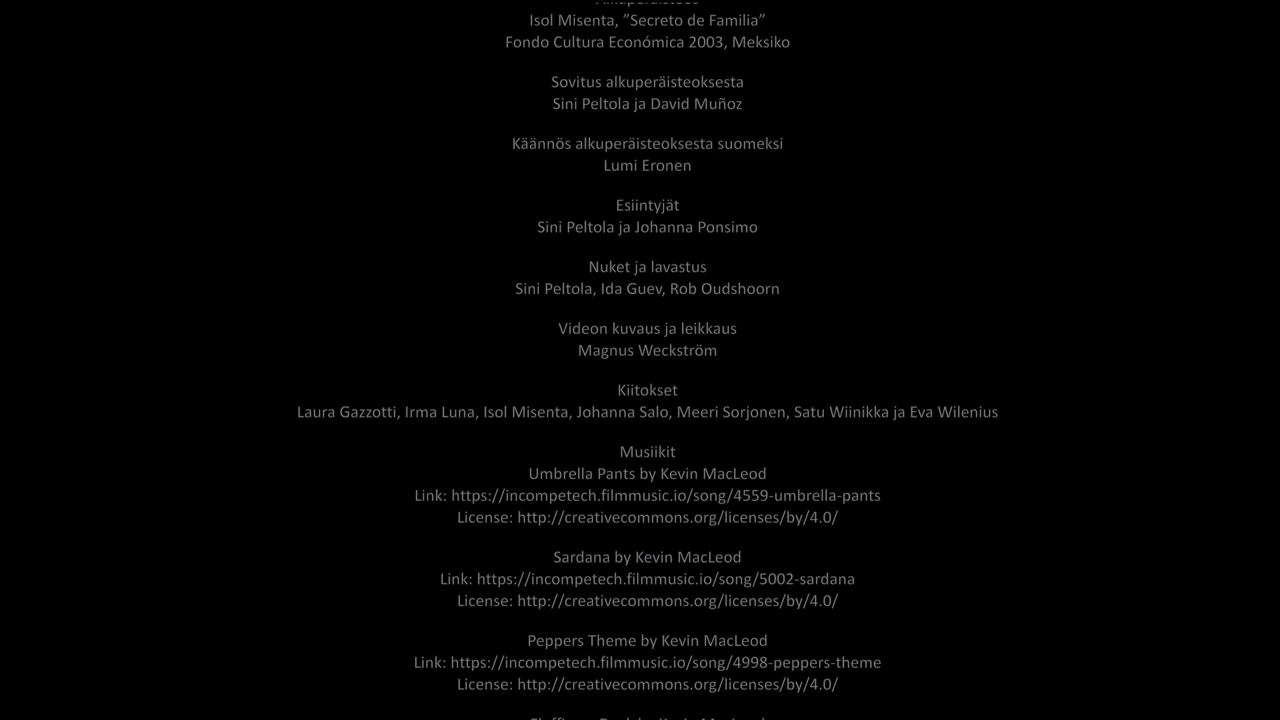 Isol Misenta, ”Secreto de Familia”
Fondo Cultura Económica 2003, Meksiko
Sovitus alkuperäisteoksesta
Sini Peltola ja David Muñoz
Käännös alkuperäisteoksesta suomeksi
Lumi Eronen
Esiintyjät
Sini Peltola ja Johanna Ponsimo
Nuket ja lavastus
Sini Peltola, Ida Guev, Rob Oudshoorn
Videon kuvaus ja leikkaus
Magnus Weckström
Kiitokset
Laura Gazzotti, Irma Luna, Isol Misenta, Johanna Salo, Meeri Sorjonen, Satu Wiinikka ja Eva Wilenius
Musiikit
Umbrella Pants by Kevin MacLeod
Link: https://incompetech.filmmusic.io/song/4559-umbrella-pants
License: http://creativecommons.org/licenses/by/4.0/
Sardana by Kevin MacLeod
Link: https://incompetech.filmmusic.io/song/5002-sardana
License: http://creativecommons.org/licenses/by/4.0/
Peppers Theme by Kevin MacLeod
Link: https://incompetech.filmmusic.io/song/4998-peppers-theme
License: http://creativecommons.org/licenses/by/4.0/